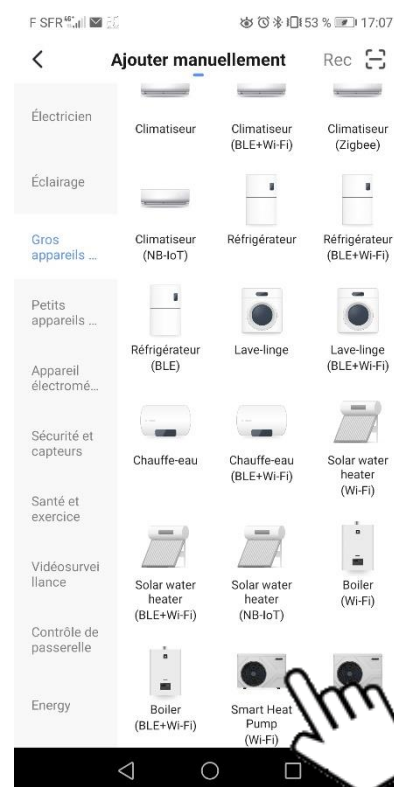 F SFR 4G+ 53 % 17:07
Ajouter manuellement Rec
Électricien
Éclairage
Gros
appareils ...
Petits
appareils ...
Appareil
électromé...
Sécurité et
capteurs
Santé et
exercice
Vidéosurvei
llance
Contrôle de
passerelle
Energy
Climatiseur
Climatiseur
(BLE+Wi-Fi)
Climatiseur
(Zigbee)
Climatiseur
(NB-IoT)
Réfrigérateur
Réfrigérateur
(BLE+Wi-Fi)
Réfrigérateur
(BLE)
Lave-linge
Lave-linge
(BLE+Wi-Fi)
Chauffe-eau
Chauffe-eau
(BLE+Wi-Fi)
Solar water
heater
(Wi-Fi)
Solar water
heater
(BLE+Wi-Fi)
Solar water
heater
(NB-IoT)
Boiler
(Wi-Fi)
Boiler
(BLE+Wi-Fi)
Smart Heat
Pump
(Wi-Fi)